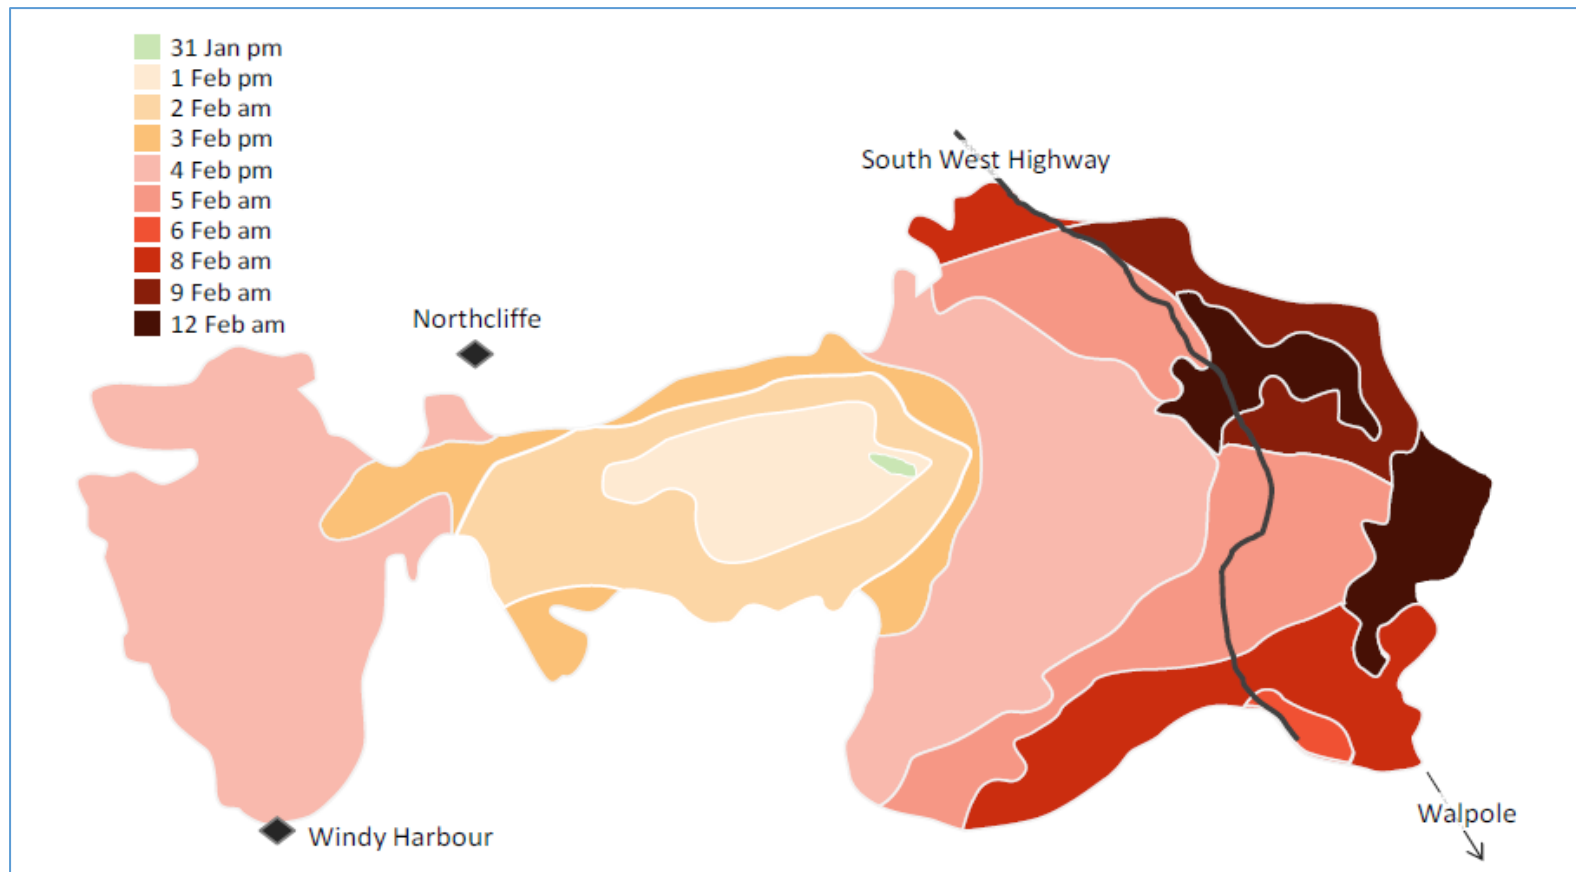 31 Jan pm
1 Feb pm
2 Feb am
3 Feb pm
4 Feb pm
5 Feb am
6 Feb am
8 Feb am
9 Feb am
12 Feb am
South West Highway
Northcliffe
Walpole
Windy Harbour